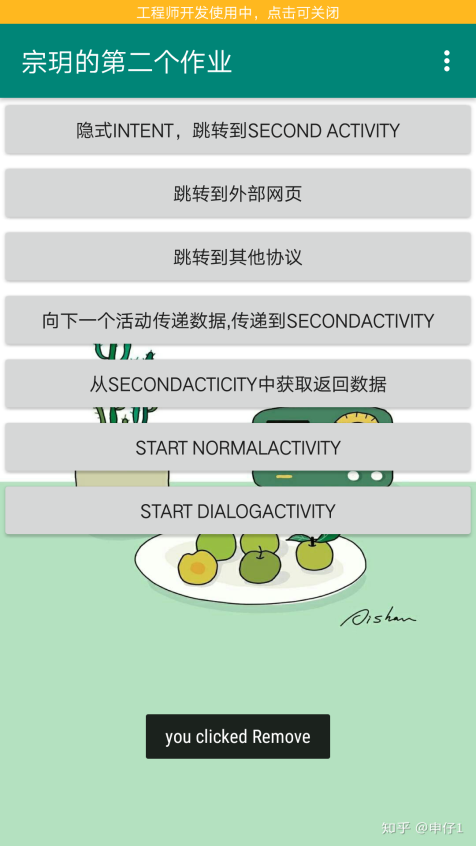 工程师开发使用中，点击可关闭
宗玥的第二个作业
隐式INTENT，跳转到SECOND ACTIVITY
跳转到外部网页
跳转到其他协议
向下一个活动传递数据,传递到SECONDACTIVITY
从SECONDACTICITY中获取返回数据
START NORMALACTIVITY
START DIALOGACTIVITY
Aishan
you clicked Remove
知乎 @申仔1